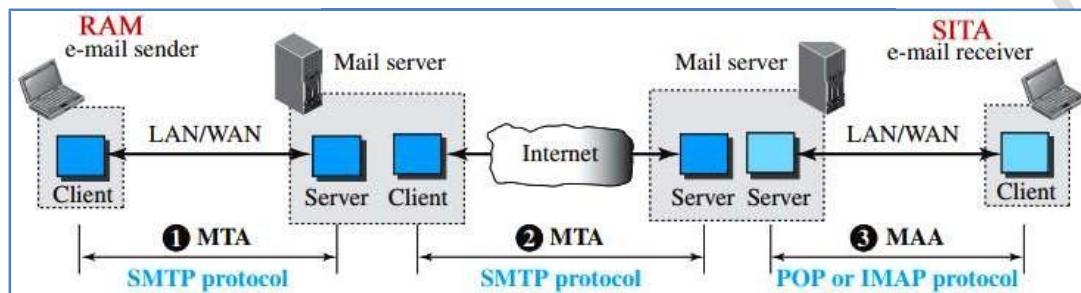 RAM
e-mail sender
Mail server
Mail server
SITA
e-mail receiver
LAN/WAN
Internet
LAN/WAN
Client
Server
Client
Server
Server
Client
1 MTA
2 MTA
3 MAA
SMTP protocol
SMTP protocol
POP or IMAP protocol